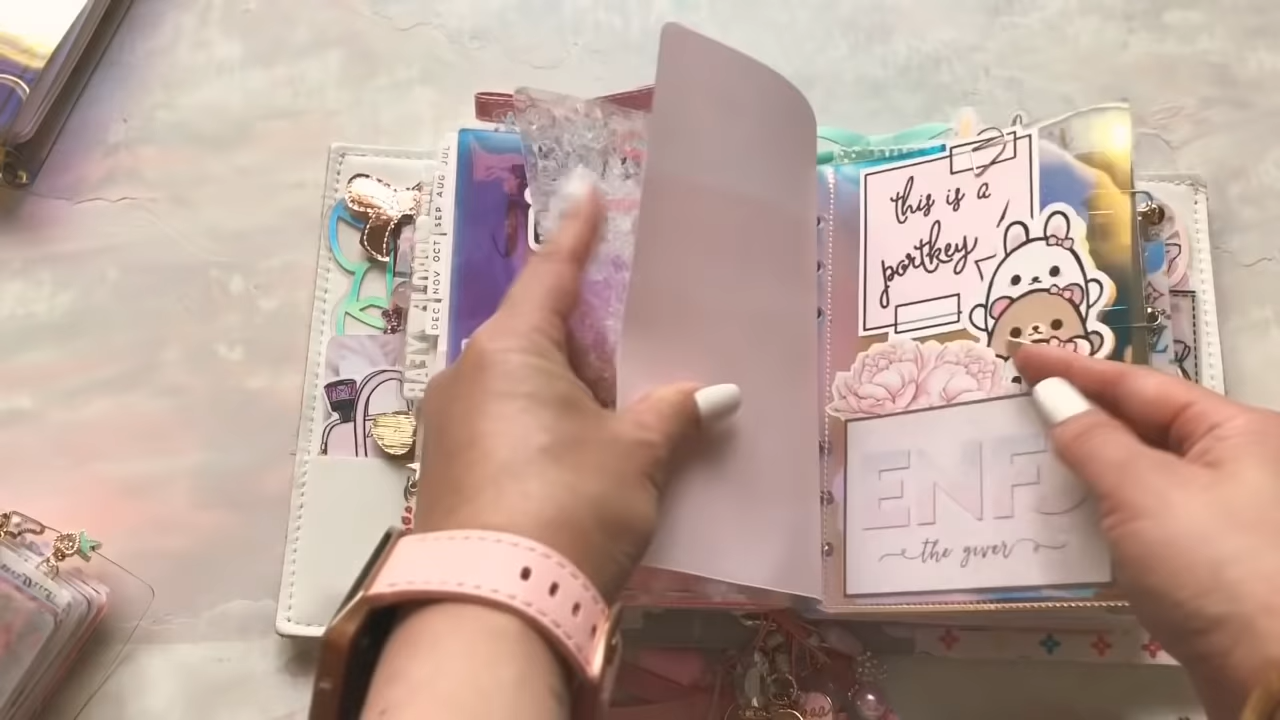 JUL
AUG
SEP
OCT
NOV
DEC
this is a
portkey
ENFJ
the giver